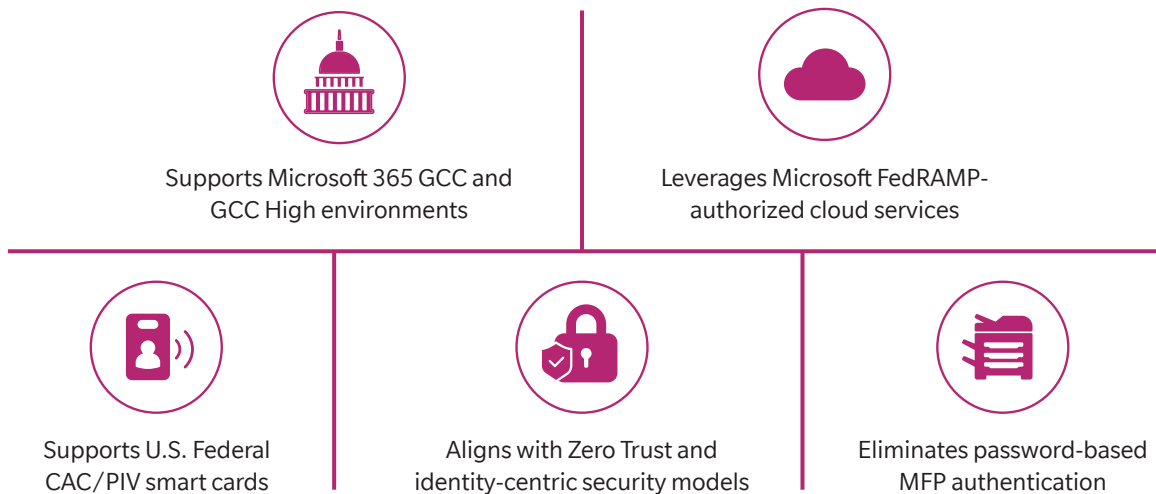 Supports Microsoft 365 GCC and
GCC High environments
Leverages Microsoft FedRAMP-
authorized cloud services
Supports U.S. Federal
CAC/PIV smart cards
Aligns with Zero Trust and
identity-centric security models
Eliminates password-based
MFP authentication